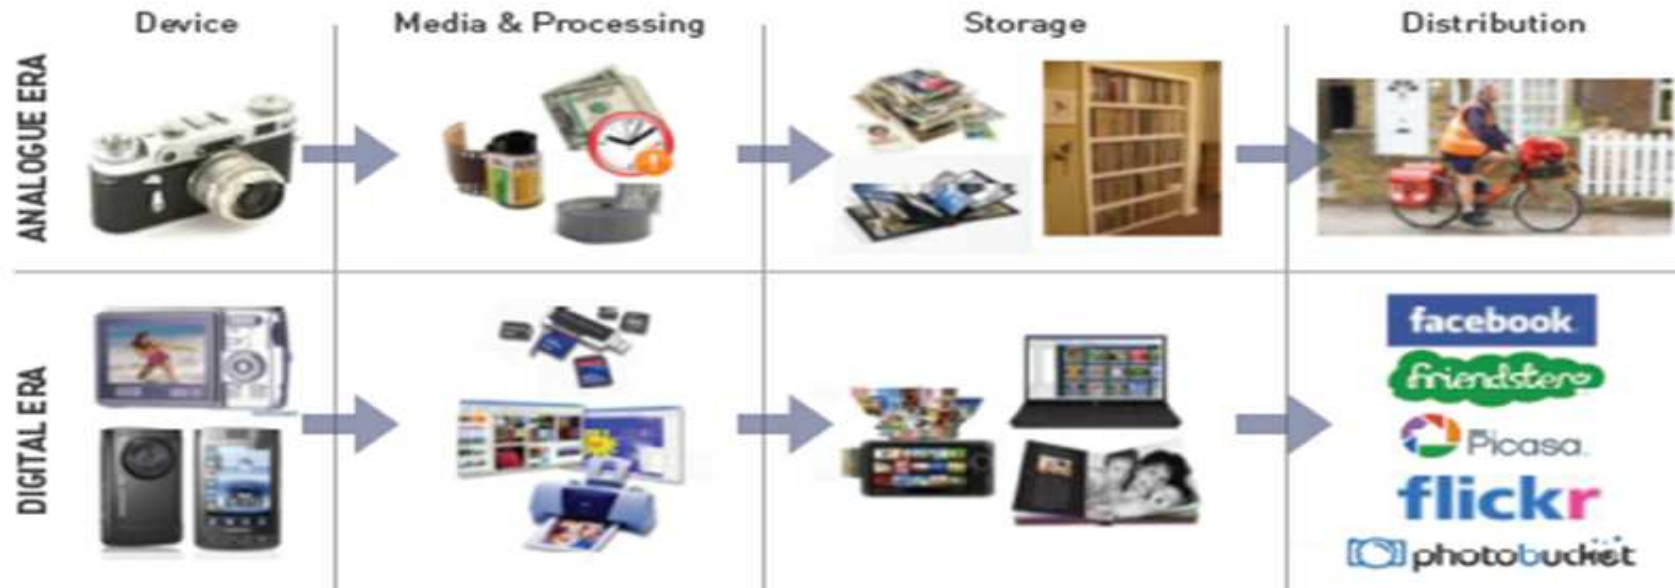 Device
Media & Processing
Storage
Distribution
ANALOGUE ERA
DIGITAL ERA
facebook
friendster
Picasa
flickr
photobucket